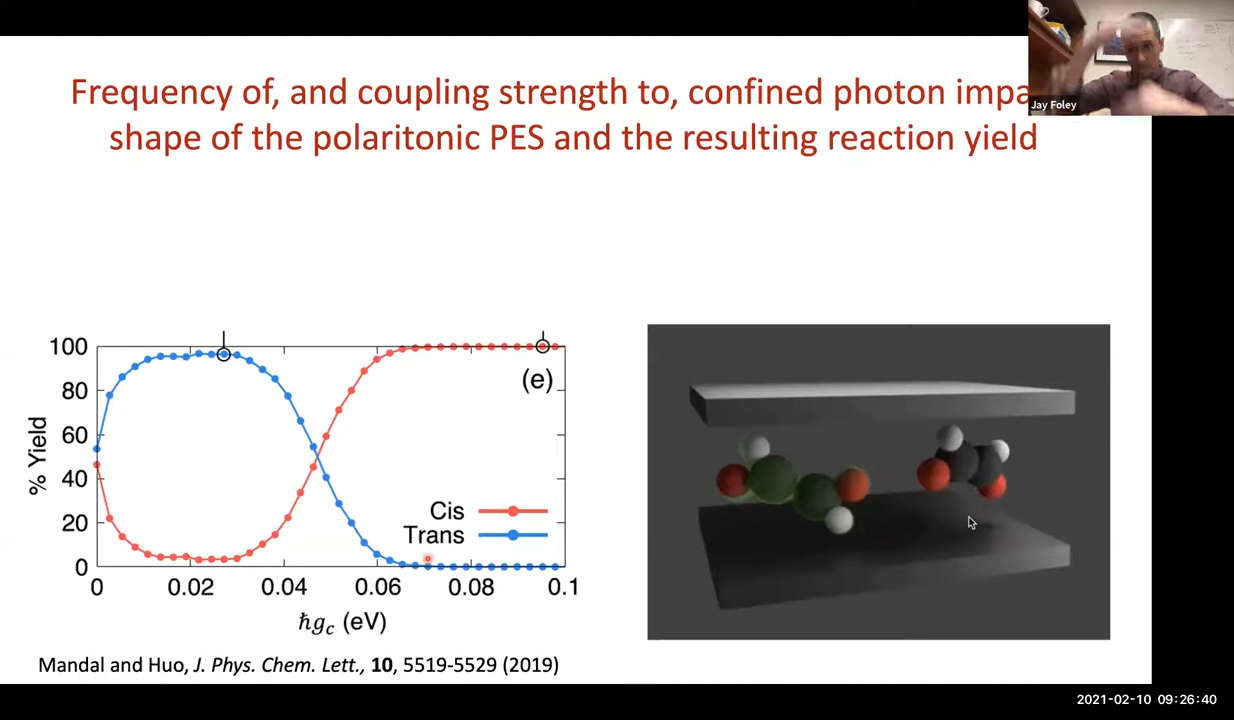 Frequency of, and coupling strength to, confined photon impa
shape of the polaritonic PES and the resulting reaction yield
Jay Foley
100
80
60
40
20
0
% Yield
(e)
Cis
Trans
0 0.02 0.04 0.06 0.08 0.1
ℏg_c (eV)
Mandal and Huo, J. Phys. Chem. Lett., 10, 5519-5529 (2019)
2021-02-10 09:26:40